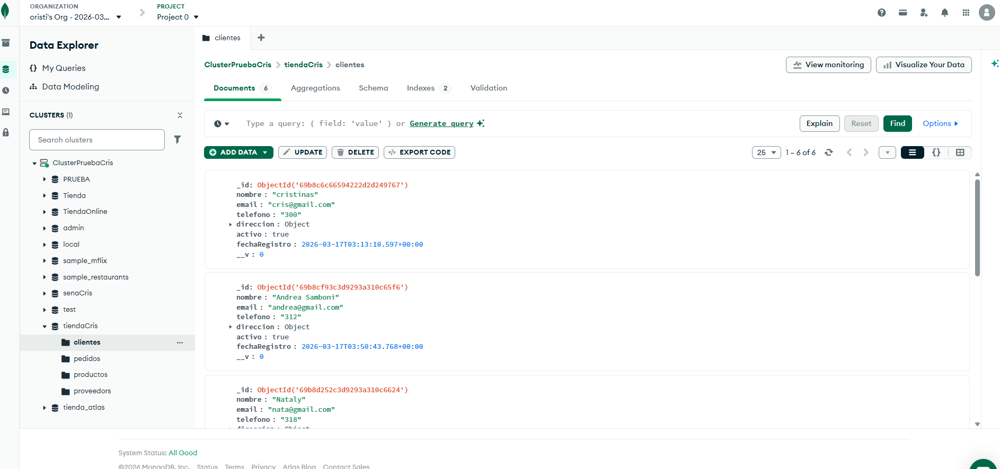 ORGANIZATION
cristi's Org - 2026-03...
PROJECT
Project 0
Data Explorer
My Queries
Data Modeling
CLUSTERS (1)
Search clusters
ClusterPruebaCris
PRUEBA
Tienda
TiendaOnline
admin
local
sample_mflix
sample_restaurants
senaCris
test
tiendaCris
clientes
pedidos
productos
proveedors
tienda_atlas
clientes
ClusterPruebaCris > tiendaCris > clientes
View monitoring
Visualize Your Data
Documents 6 Aggregations Schema Indexes 2 Validation
Type a query: { field: 'value' } or Generate query
Explain Reset Find Options
ADD DATA UPDATE DELETE EXPORT CODE
25 1 – 6 of 6
_id: ObjectId('69b8c6c66594222d2d249767')
nombre : "cristinas"
email : "cris@gmail.com"
telefono : "300"
direccion : Object
activo : true
fechaRegistro : 2026-03-17T03:13:10.597+00:00
__v : 0
_id: ObjectId('69b8cf93c3d9293a310c65f6')
nombre : "Andrea Samboni"
email : "andrea@gmail.com"
telefono : "312"
direccion : Object
activo : true
fechaRegistro : 2026-03-17T03:50:43.768+00:00
__v : 0
_id: ObjectId('69b8d252c3d9293a310c6624')
nombre : "Nataly"
email : "nata@gmail.com"
telefono : "318"
direccion : Object
System Status: All Good
©2026 MongoDB, Inc. Status Terms Privacy Atlas Blog Contact Sales